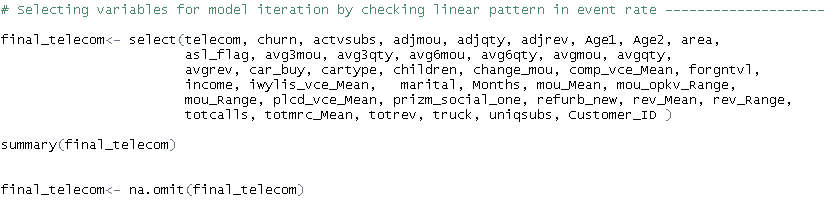 # Selecting variables for model iteration by checking linear pattern in event rate ---------------------
final_telecom<- select(telecom, churn, actvsubs, adjmou, adjqty, adjrev, Age1, Age2, area,
asl_flag, avg3mou, avg3qty, avg6mou, avg6qty, avgmou, avgqty,
avgrev, car_buy, cartype, children, change_mou, comp_vce_Mean, forgntvl,
income, iwylis_vce_Mean,   marital, Months, mou_Mean, mou_opkv_Range,
mou_Range, plcd_vce_Mean, prizm_social_one, refurb_new, rev_Mean, rev_Range,
totcalls, totmrc_Mean, totrev, truck, uniqsubs, Customer_ID )
summary(final_telecom)
final_telecom<- na.omit(final_telecom)